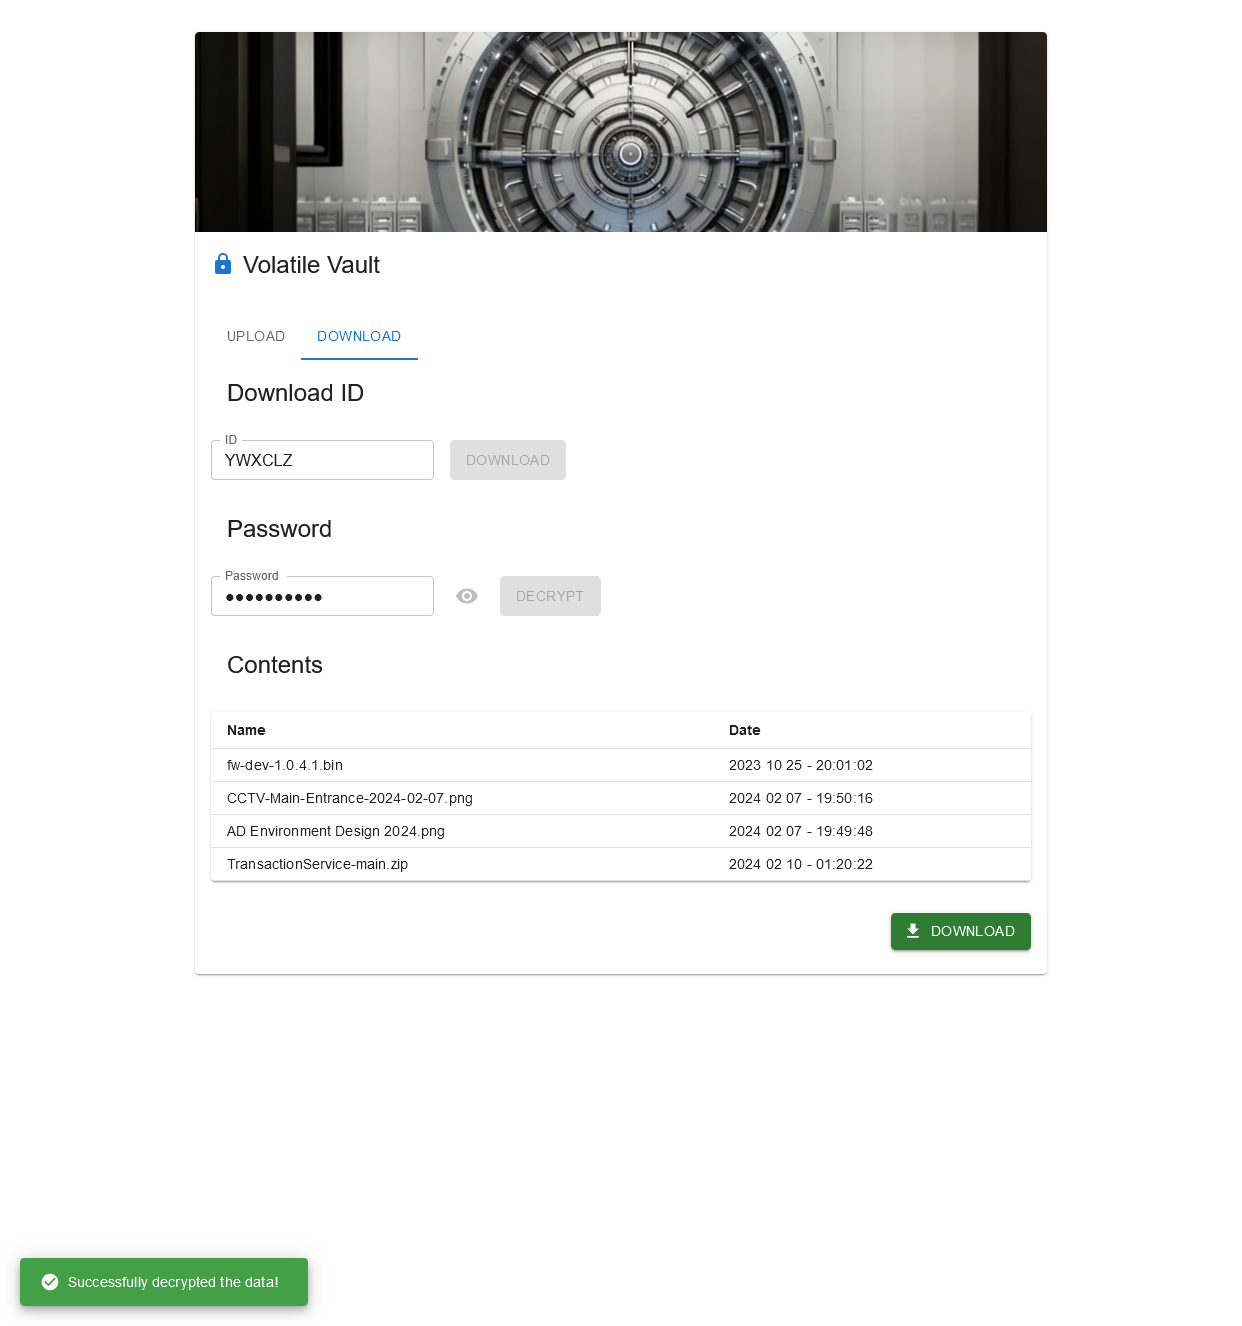 Volatile Vault
UPLOAD DOWNLOAD
Download ID
ID
YWXCLZ DOWNLOAD
Password
Password
●●●●●●●●●● DECRYPT
Contents
Name Date
fw-dev-1.0.4.1.bin 2023 10 25 - 20:01:02
CCTV-Main-Entrance-2024-02-07.png 2024 02 07 - 19:50:16
AD Environment Design 2024.png 2024 02 07 - 19:49:48
TransactionService-main.zip 2024 02 10 - 01:20:22
DOWNLOAD
Successfully decrypted the data!